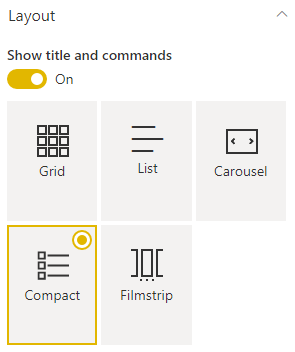 Layout
Show title and commands
On
Grid
List
Carousel
Compact
Filmstrip